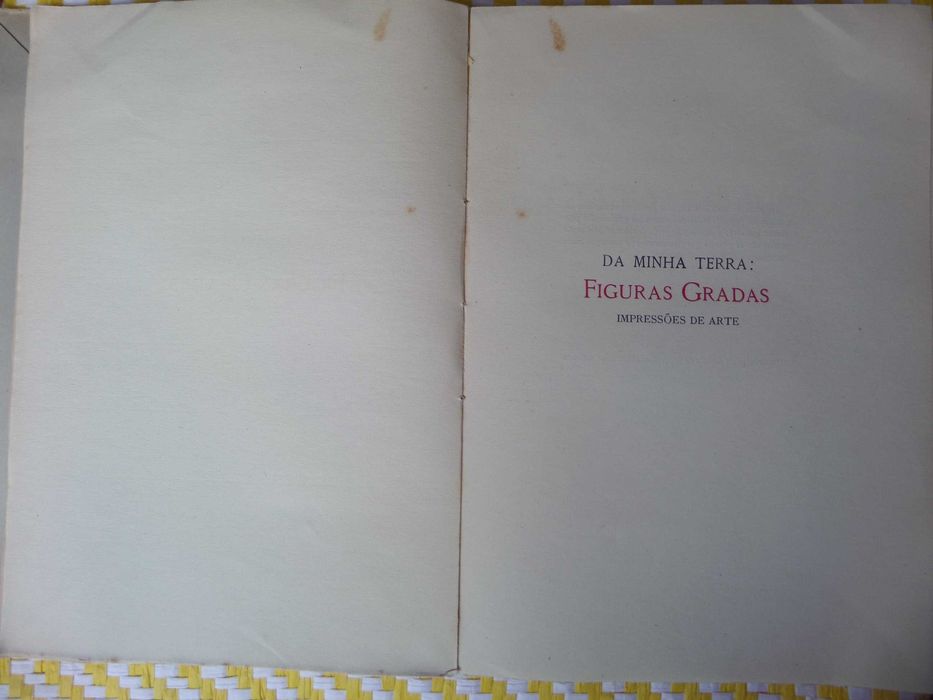 DA MINHA TERRA:
FIGURAS GRADAS
IMPRESSÕES DE ARTE